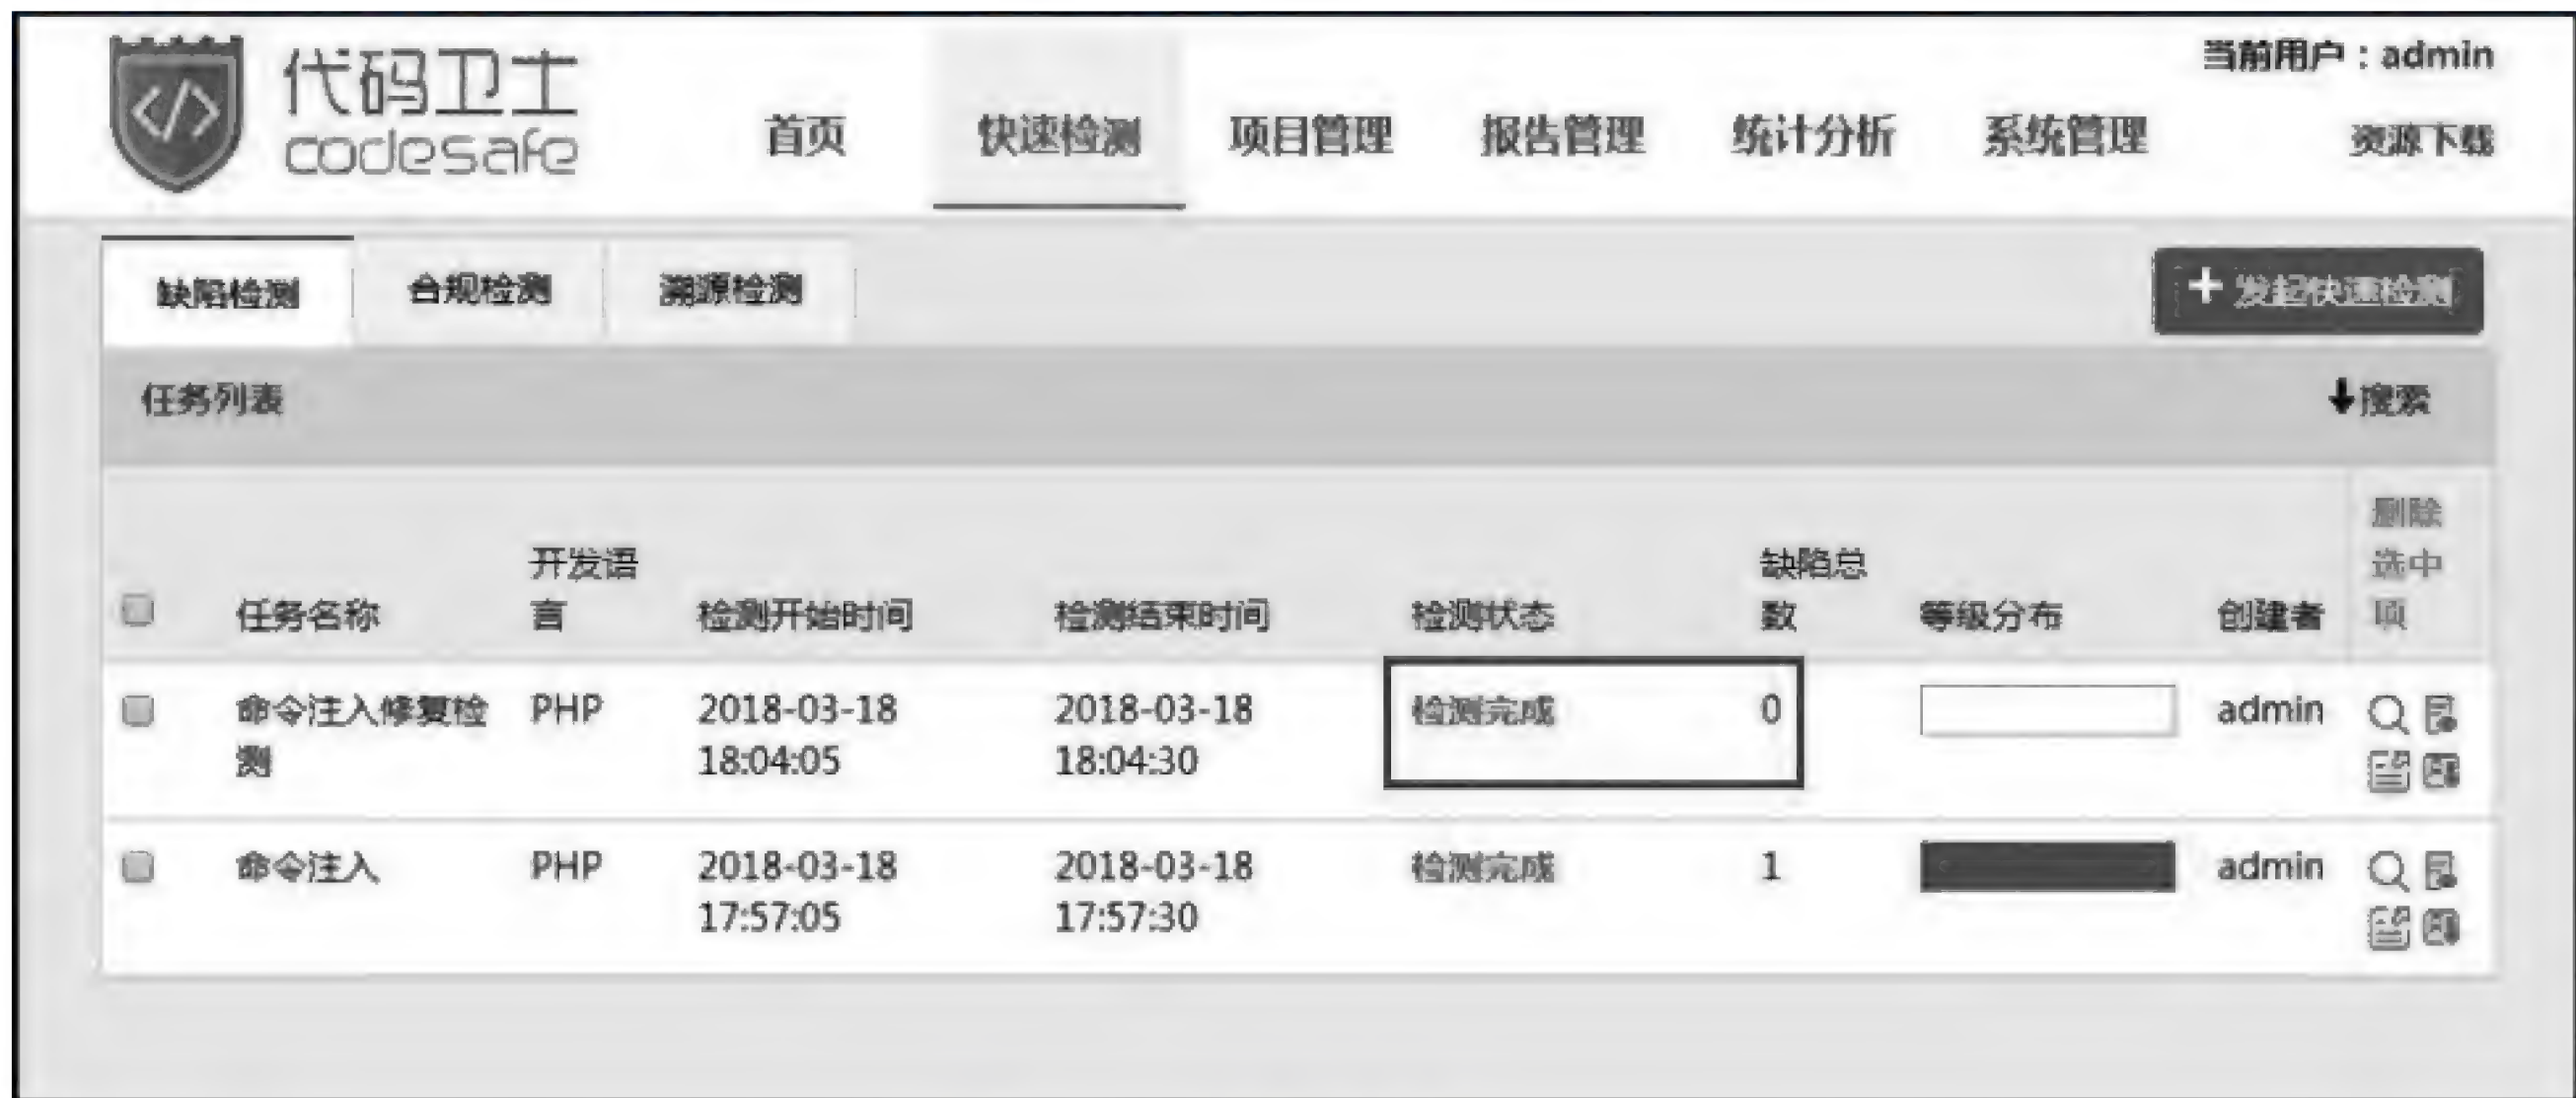 当前用户：admin
代码卫士
codesafe
首页 快速检测 项目管理 报告管理 统计分析 系统管理 资源下载
缺陷检测 合规检测 溯源检测 + 发起快速检测
任务列表 搜索
任务名称 开发语言 检测开始时间 检测结束时间 检测状态 缺陷总数 等级分布 创建者 删除选中项
命令注入修复检 PHP 2018-03-18 2018-03-18 检测完成 0 admin
测 18:04:05 18:04:30
命令注入 PHP 2018-03-18 2018-03-18 检测完成 1 admin
17:57:05 17:57:30